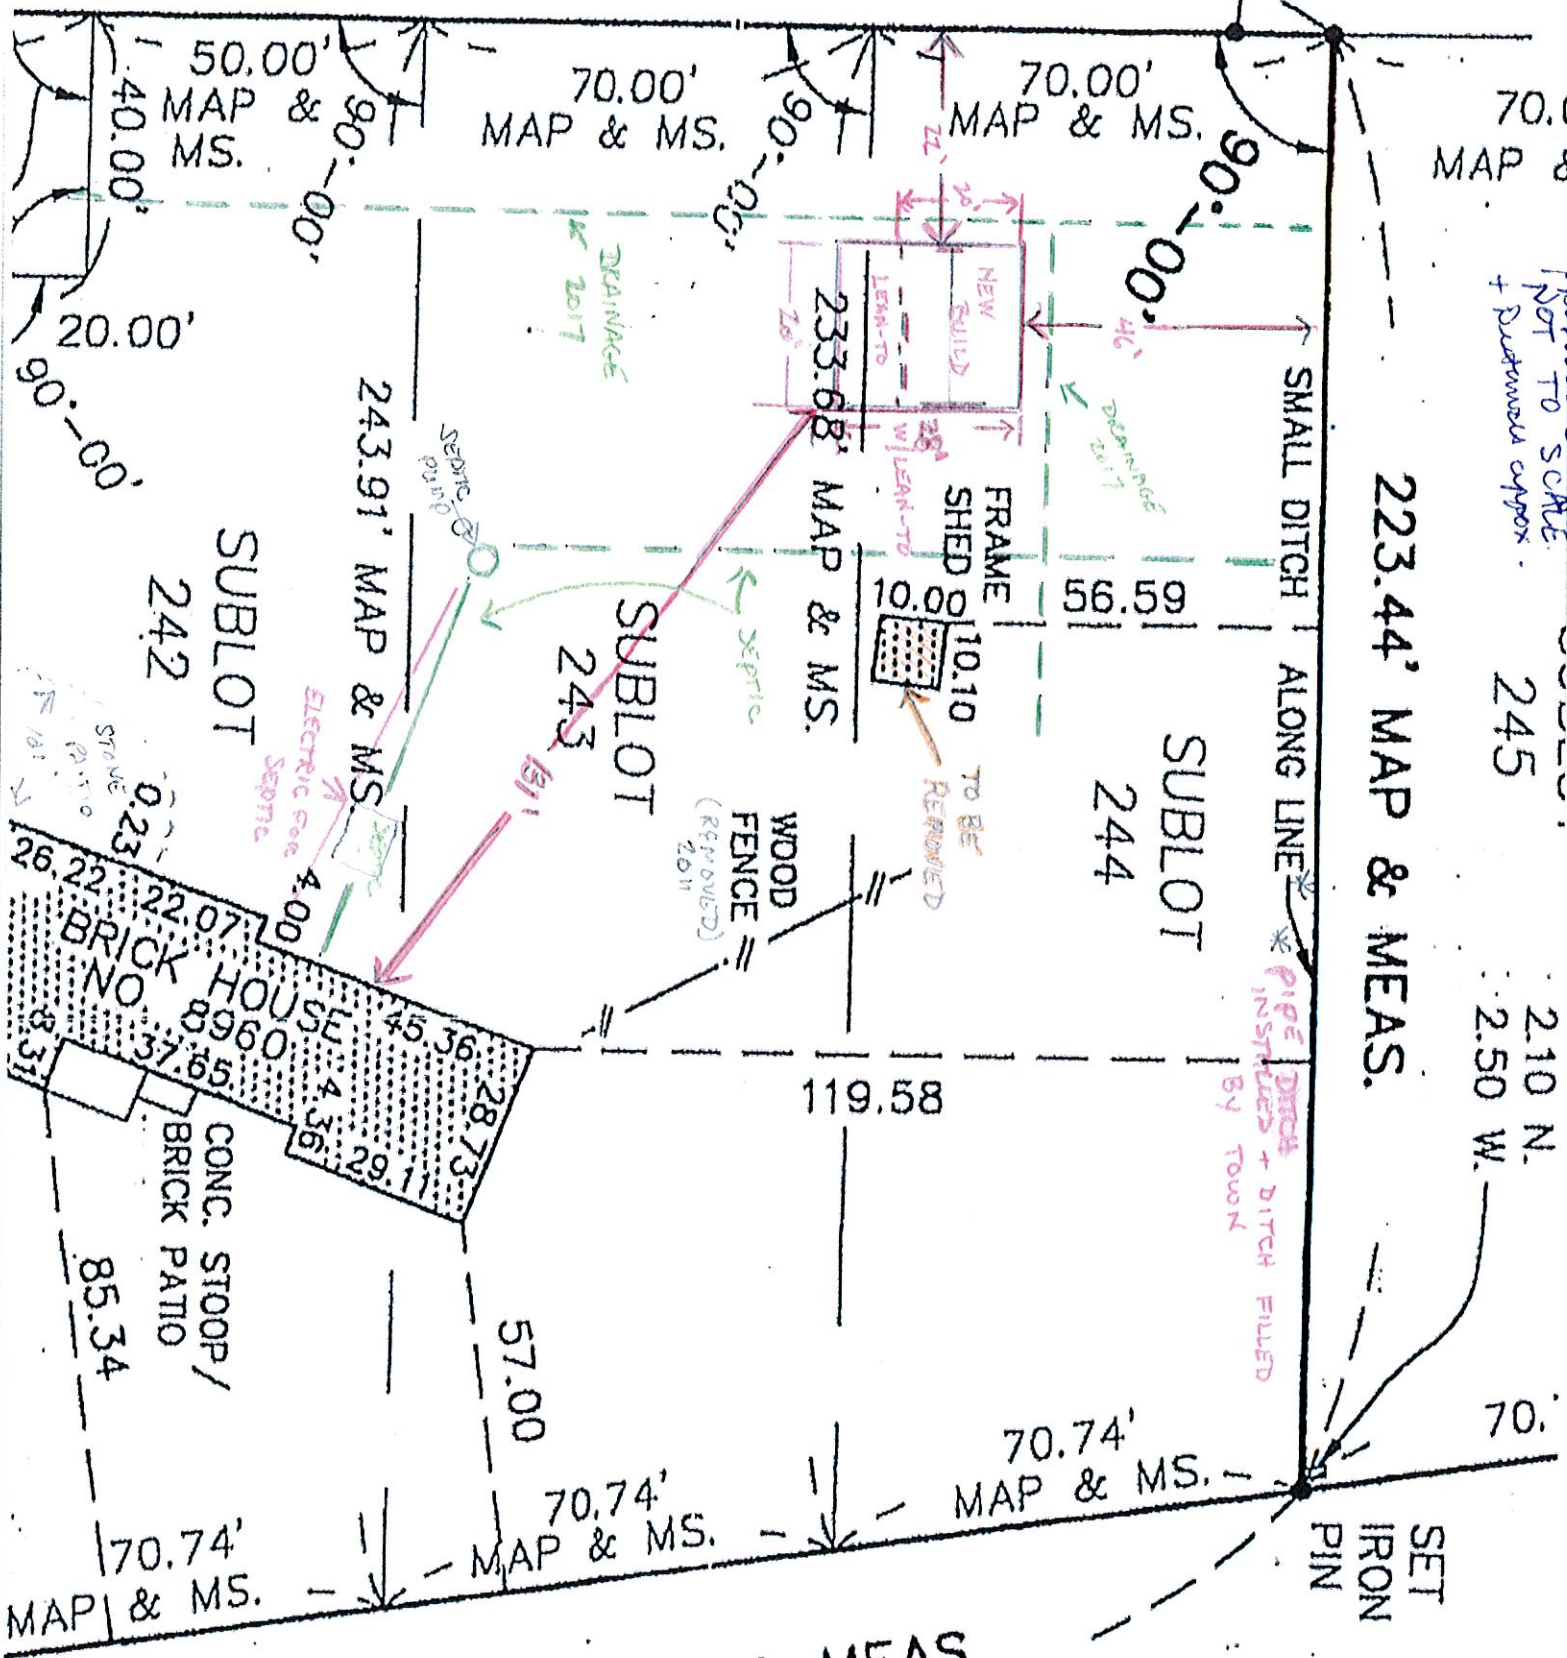 50.00'
MAP &
MS.
40.00'
90°-00'
70.00'
MAP & MS.
90°-00'
70.00'
MAP & MS.
90°-00'
MAP &
22'
20'
NEW
BUILD
LEAN-TO
20'
28'
W/LEAN-TO
46'
DRAINAGE
2017
DRAINAGE
2017
NOT TO SCALE.
20.00'
90°-00'
233.68' MAP & MS.
243.91' MAP & MS.
SMALL DITCH ALONG LINE *
223.44' MAP & MEAS.
245
2.10 N.
2.50 W.
SEPTIC
PUMP
SEPTIC
SEPTIC
ELECTRIC FOR
SEPTIC
FRAME
SHED
10.00
10.10
56.59
TO BE
REMOVED
SUBLOT
242
SUBLOT
243
SUBLOT
244
131'
WOOD
FENCE
(REMOVED)
2011
* PIPE DITCH
INSTALLED + DITCH FILLED
BY TOWN
STONE
PATIO
0.23
26.22
22.07
4.00
45.36
28.73
29.11
4.36
37.65
8.31
BRICK HOUSE
NO. 8960
119.58
CONC. STOOP/
BRICK PATIO
85.34
57.00
70.74'
MAP & MS.
70.74'
MAP & MS.
70.74'
MAP & MS.
SET
IRON
PIN
MEAS